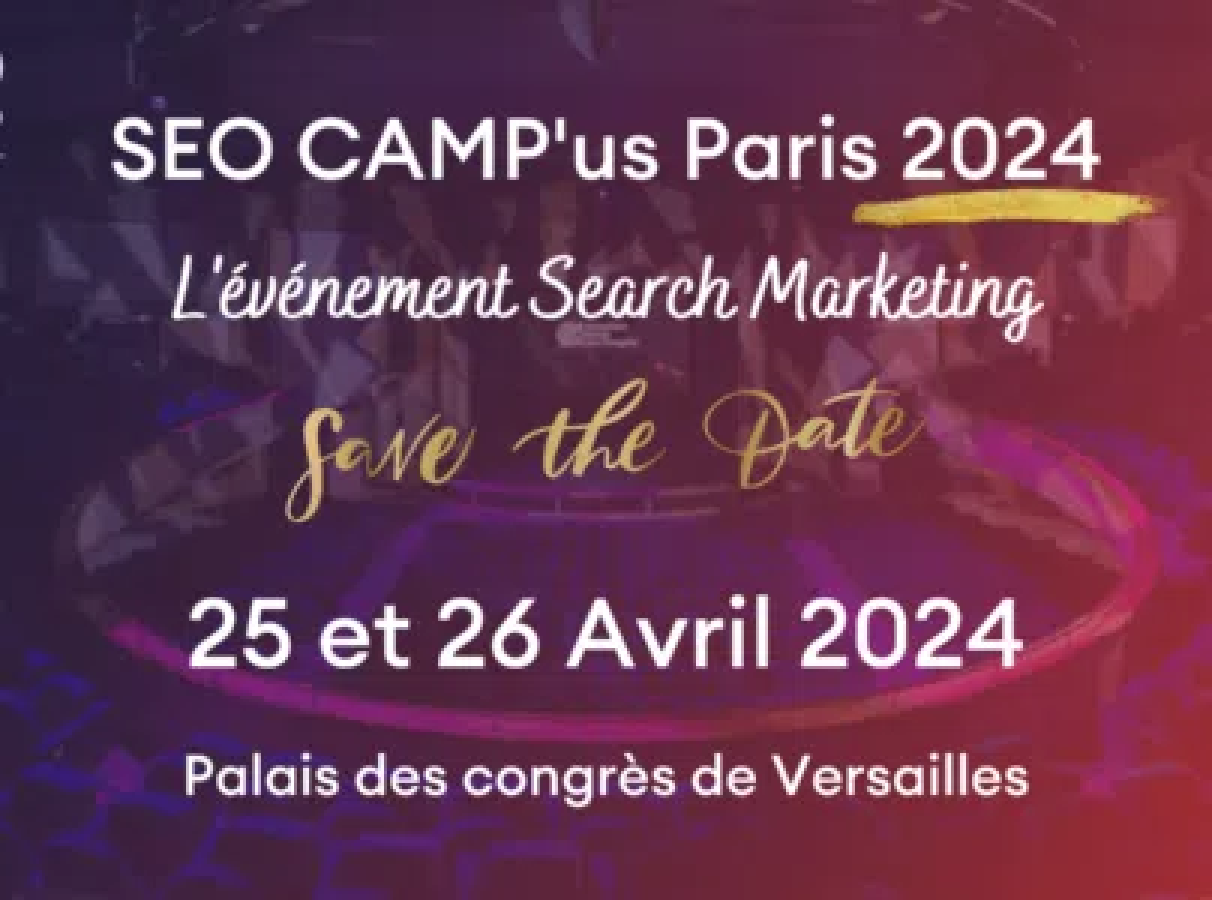 SEO CAMP'us Paris 2024
L'événement Search Marketing
Save the Date
25 et 26 Avril 2024
Palais des congrès de Versailles